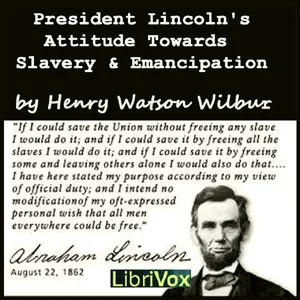 President Lincoln's
Attitude Towards
Slavery & Emancipation
by Henry Watson Wilbur
"If I could save the Union without freeing any slave
I would do it; and if I could save it by freeing all the
slaves I would do it; and if I could save it by freeing
some and leaving others alone I would also do that....
I have here stated my purpose according to my view
of official duty; and I intend no
modificationof my oft-expressed
personal wish that all men
everywhere could be free."
Abraham Lincoln
August 22, 1862
LibriVox